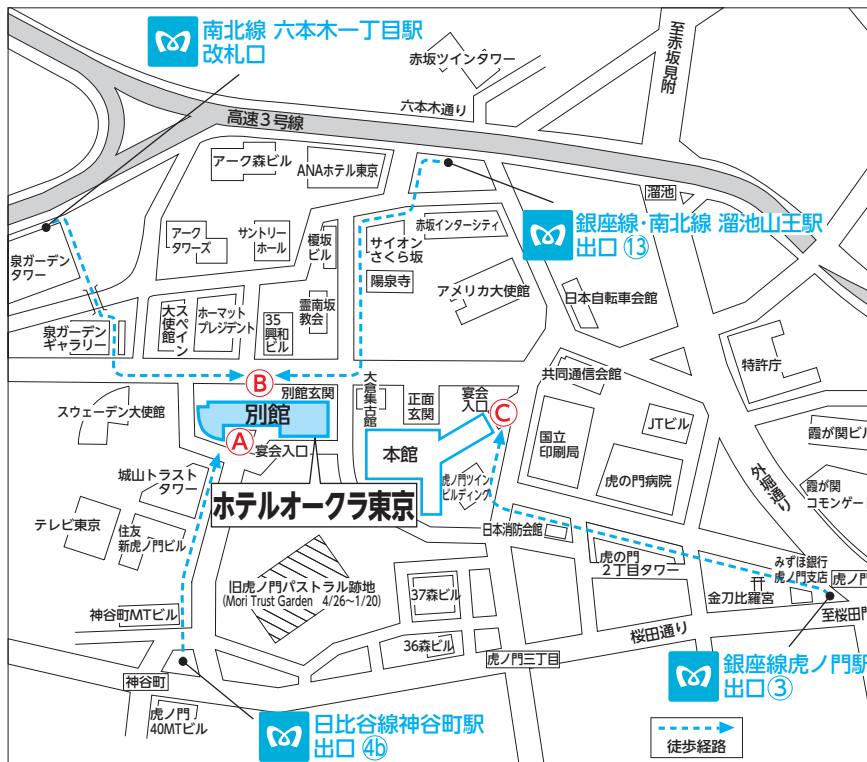 南北線 六本木一丁目駅
改札口
赤坂ツインタワー
至赤坂見附
六本木通り
高速3号線
アーク森ビル
ANAホテル東京
溜池
銀座線・南北線 溜池山王駅
出口⑬
アーク
タワーズ
サントリー
ホール
榎坂
ビル
サイオン
さくら坂
赤坂インターシティ
泉ガーデン
タワー
陽泉寺
アメリカ大使館
日本自転車会館
泉ガーデン
ギャラリー
スペイン
大使館
ホーマット
プレジデント
35
興和
ビル
霊南坂
教会
特許庁
共同通信会館
B
別館玄関
大倉集古館
正面
玄関
宴会
入口
C
スウェーデン大使館
別館
A
宴会入口
本館
国立
印刷局
JTビル
霞が関ビル
外堀通り
城山トラスト
タワー
虎ノ門ツイン
ビルディング
虎の門病院
霞が関
コモンゲー
ホテルオークラ東京
テレビ東京
住友
新虎ノ門ビル
日本消防会館
虎の門
2丁目タワー
みずほ銀行
虎ノ門支店
虎ノ門
旧虎ノ門パストラル跡地
(Mori Trust Garden 4/26〜1/20)
37森ビル
金刀比羅宮
至桜田門
神谷町MTビル
36森ビル
桜田通り
虎ノ門三丁目
銀座線虎ノ門駅
出口③
神谷町
虎ノ門
40MTビル
日比谷線神谷町駅
出口 4b
徒歩経路